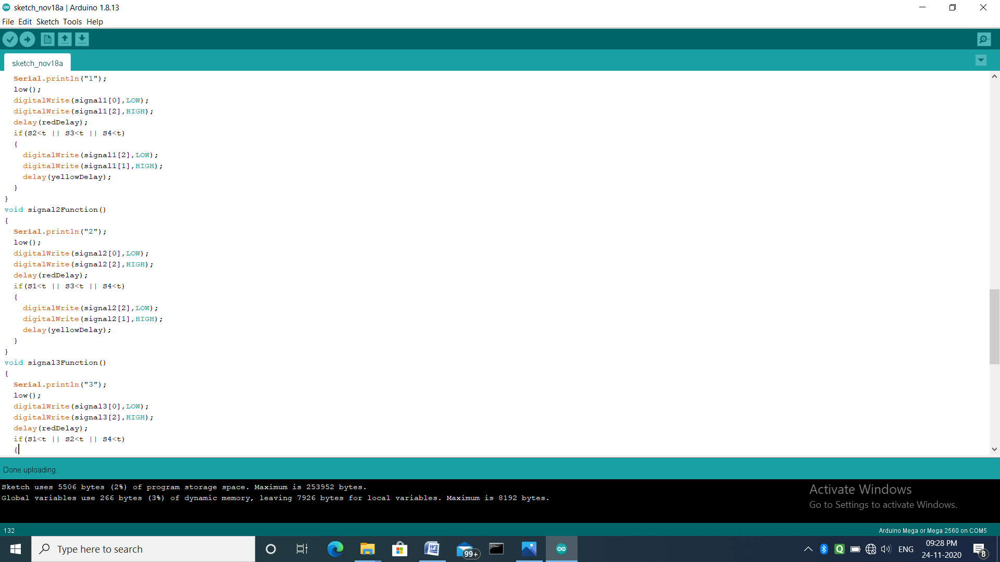 sketch_nov18a | Arduino 1.8.13
File Edit Sketch Tools Help
sketch_nov18a
Serial.println("1");
low();
digitalWrite(signal1[0],LOW);
digitalWrite(signal1[2],HIGH);
delay(redDelay);
if(S2<t || S3<t || S4<t)
{
digitalWrite(signal1[2],LOW);
digitalWrite(signal1[1],HIGH);
delay(yellowDelay);
}
}
void signal2Function()
{
Serial.println("2");
low();
digitalWrite(signal2[0],LOW);
digitalWrite(signal2[2],HIGH);
delay(redDelay);
if(S1<t || S3<t || S4<t)
{
digitalWrite(signal2[2],LOW);
digitalWrite(signal2[1],HIGH);
delay(yellowDelay);
}
}
void signal3Function()
{
Serial.println("3");
low();
digitalWrite(signal3[0],LOW);
digitalWrite(signal3[2],HIGH);
delay(redDelay);
if(S1<t || S2<t || S4<t)
{
Done uploading.
Sketch uses 5506 bytes (2%) of program storage space. Maximum is 253952 bytes.
Global variables use 266 bytes (3%) of dynamic memory, leaving 7926 bytes for local variables. Maximum is 8192 bytes.
Activate Windows
Go to Settings to activate Windows.
132
Arduino Mega or Mega 2560 on COM5
Type here to search
99+
ENG
09:28 PM
24-11-2020
8